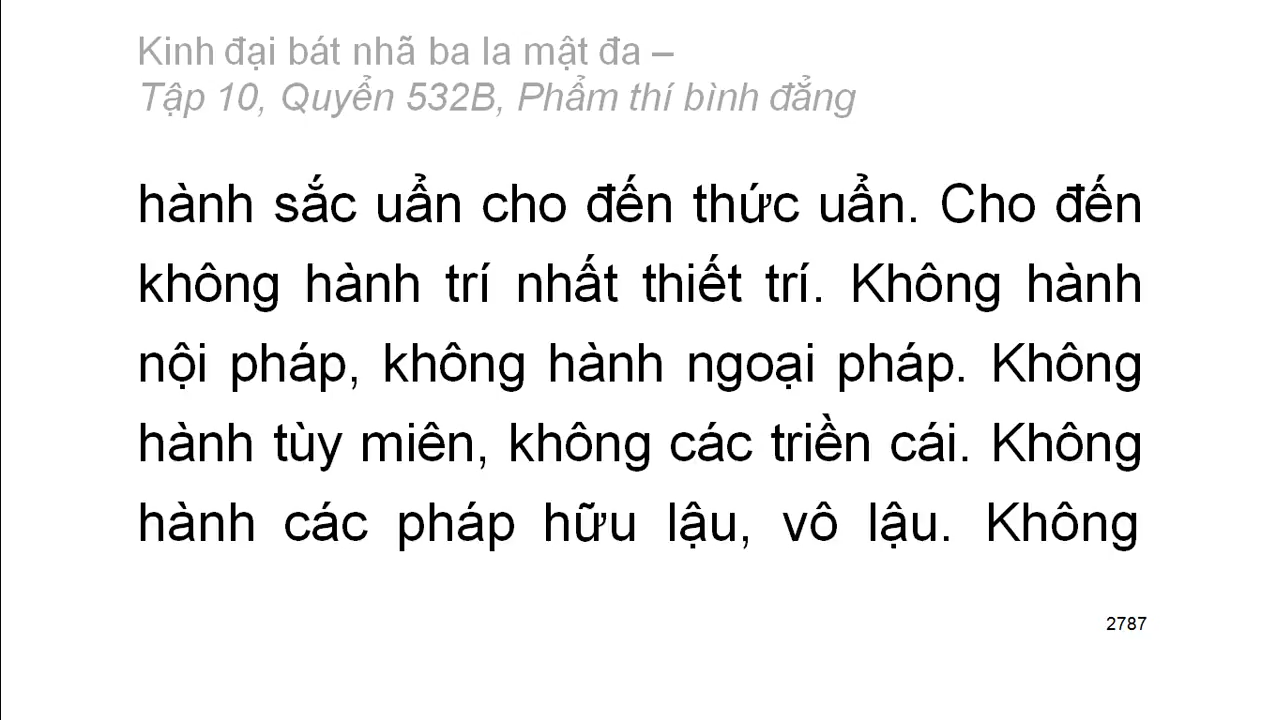 Kinh đại bát nhã ba la mật đa –
Tập 10, Quyển 532B, Phẩm thí bình đẳng
hành sắc uẩn cho đến thức uẩn. Cho đến
không hành trí nhất thiết trí. Không hành
nội pháp, không hành ngoại pháp. Không
hành tùy miên, không các triền cái. Không
hành các pháp hữu lậu, vô lậu. Không
2787